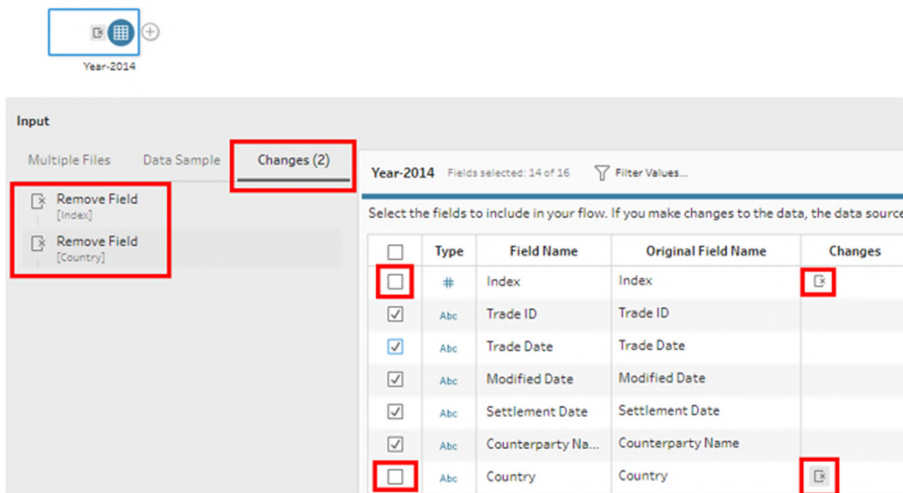 Year-2014
Input
Multiple Files Data Sample Changes (2)
Remove Field
[Index]
Remove Field
[Country]
Year-2014 Fields selected: 14 of 16 Filter Values...
Select the fields to include in your flow. If you make changes to the data, the data source
Type Field Name Original Field Name Changes
# Index Index
Abc Trade ID Trade ID
Abc Trade Date Trade Date
Abc Modified Date Modified Date
Abc Settlement Date Settlement Date
Abc Counterparty Na... Counterparty Name
Abc Country Country